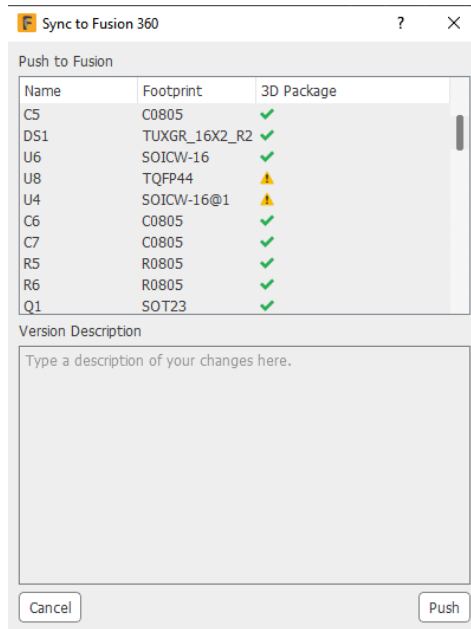 F Sync to Fusion 360 ?
Push to Fusion
Name Footprint 3D Package
C5 C0805
DS1 TUXGR_16X2_R2
U6 SOICW-16
U8 TQFP44
U4 SOICW-16@1
C6 C0805
C7 C0805
R5 R0805
R6 R0805
Q1 SOT23
Version Description
Type a description of your changes here.
Cancel Push